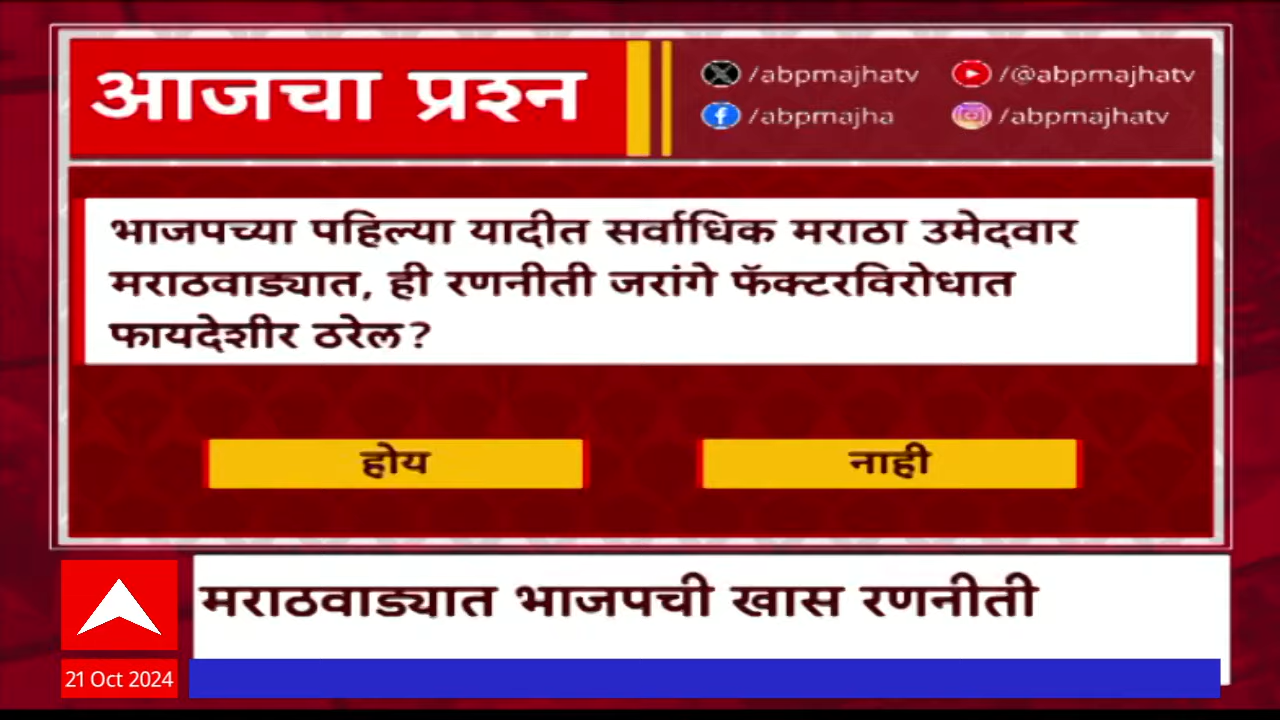 आजचा प्रश्न
/abpmajhatv
/@abpmajhatv
/abpmajha
/abpmajhatv
भाजपच्या पहिल्या यादीत सर्वाधिक मराठा उमेदवार
मराठवाड्यात, ही रणनीती जरांगे फॅक्टरविरोधात
फायदेशीर ठरेल?
होय
नाही
मराठवाड्यात भाजपची खास रणनीती
21 Oct 2024